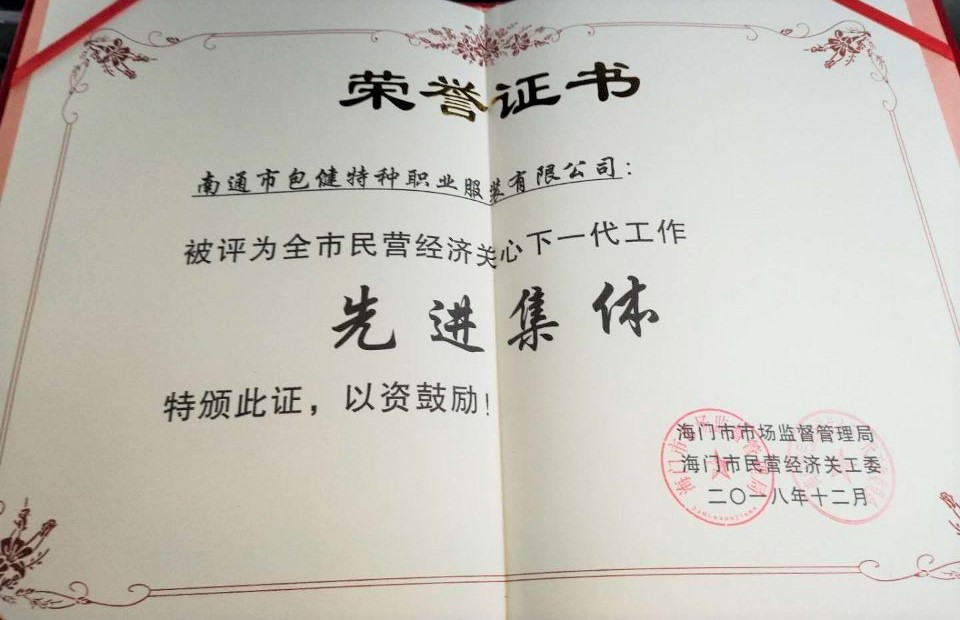 荣誉证书
南通市包健特种职业服装有限公司：
被评为全市民营经济关心下一代工作
先进集体
特颁此证，以资鼓励！
海门市市场监督管理局
海门市民营经济关工委
二〇一八年十二月